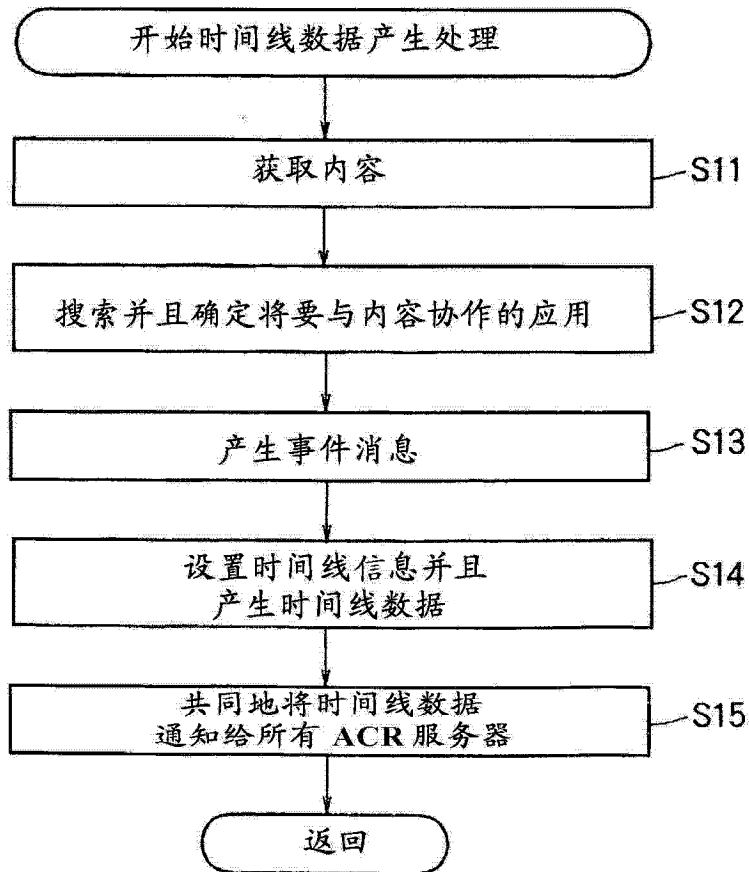 开始时间线数据产生处理
获取内容
S11
搜索并且确定将要与内容协作的应用
S12
产生事件消息
S13
设置时间线信息并且
产生时间线数据
S14
共同地将时间线数据
通知给所有 ACR 服务器
S15
返回